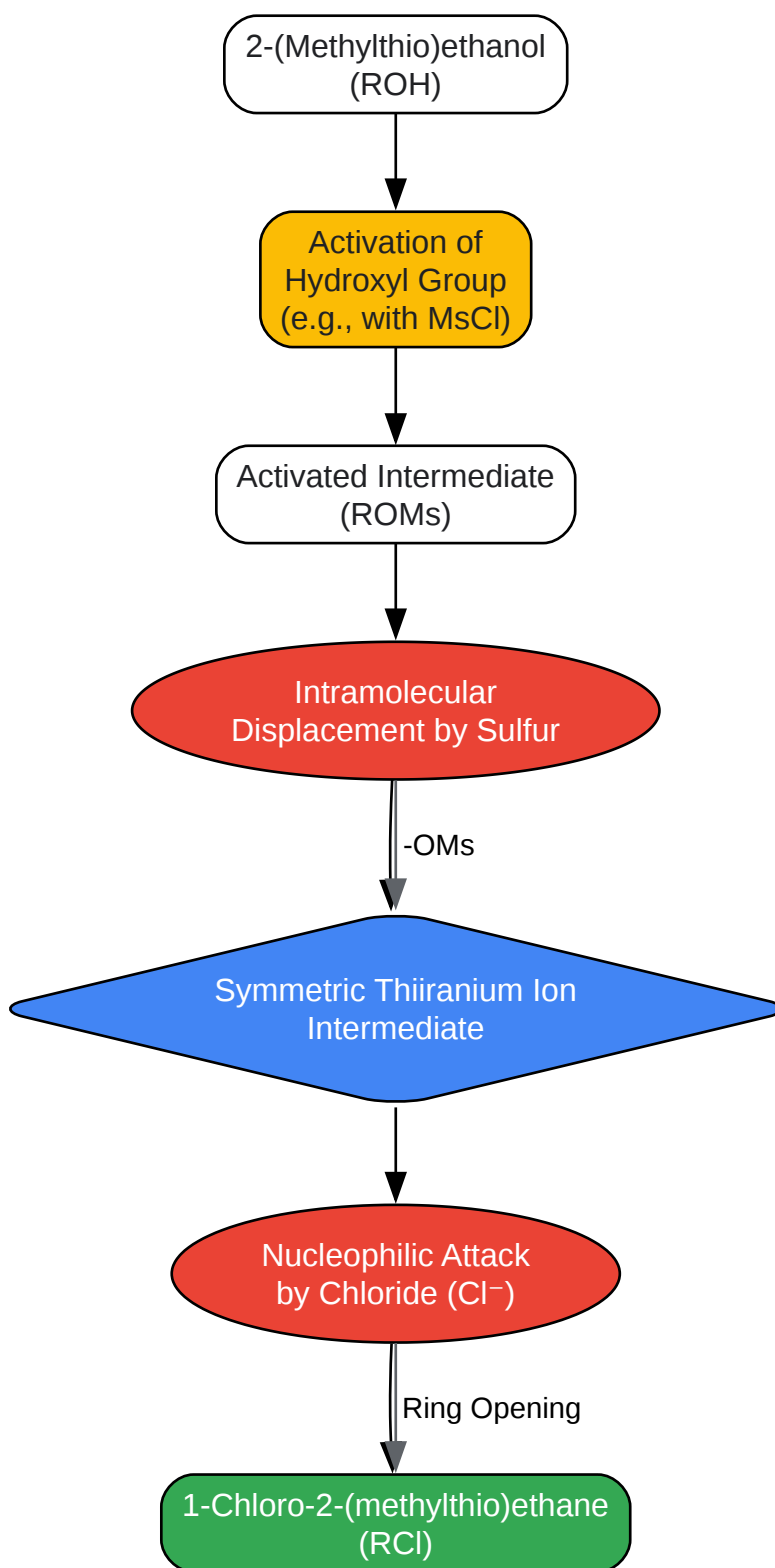 2-(Methylthio)ethanol
(ROH)
Activation of
Hydroxyl Group
(e.g., with MsCl)
Activated Intermediate
(ROMs)
Intramolecular
Displacement by Sulfur
-OMs
Symmetric Thiiranium Ion
Intermediate
Nucleophilic Attack
by Chloride (Cl⁻)
Ring Opening
1-Chloro-2-(methylthio)ethane
(RCl)